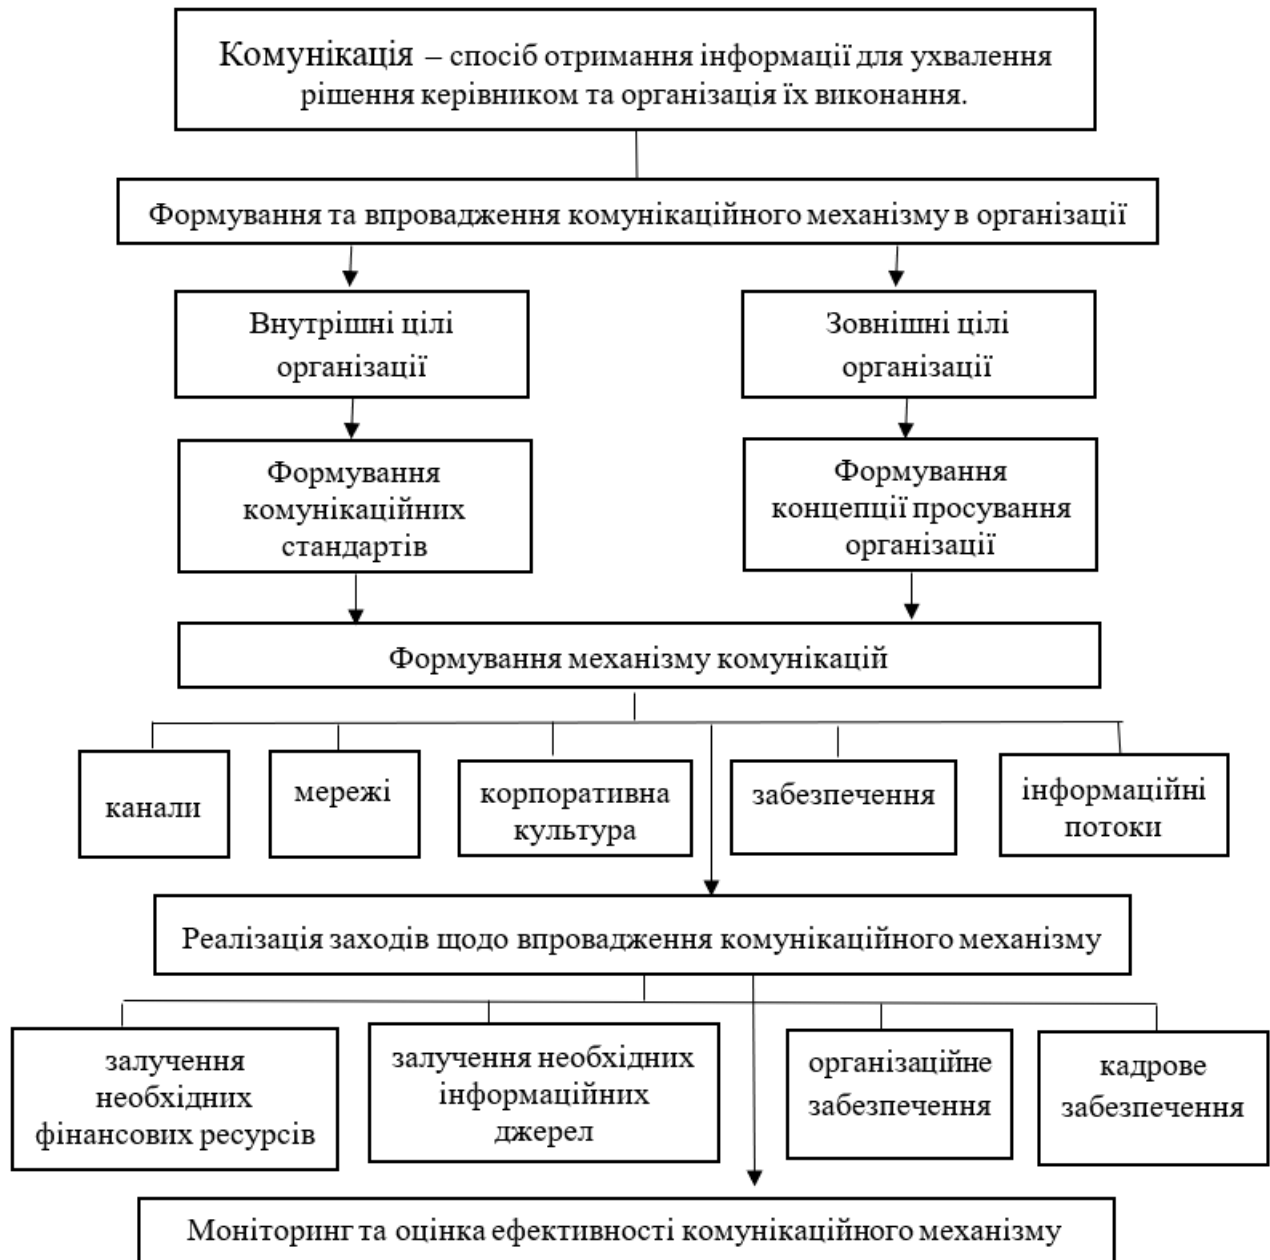 Комунікація – спосіб отримання інформації для ухвалення
рішення керівником та організація їх виконання.
Формування та впровадження комунікаційного механізму в організації
Внутрішні цілі
організації
Зовнішні цілі
організації
Формування
комунікаційних
стандартів
Формування
концепції просування
організації
Формування механізму комунікацій
канали
мережі
корпоративна
культура
забезпечення
інформаційні
потоки
Реалізація заходів щодо впровадження комунікаційного механізму
залучення
необхідних
фінансових ресурсів
залучення необхідних
інформаційних
джерел
організаційне
забезпечення
кадрове
забезпечення
Моніторинг та оцінка ефективності комунікаційного механізму